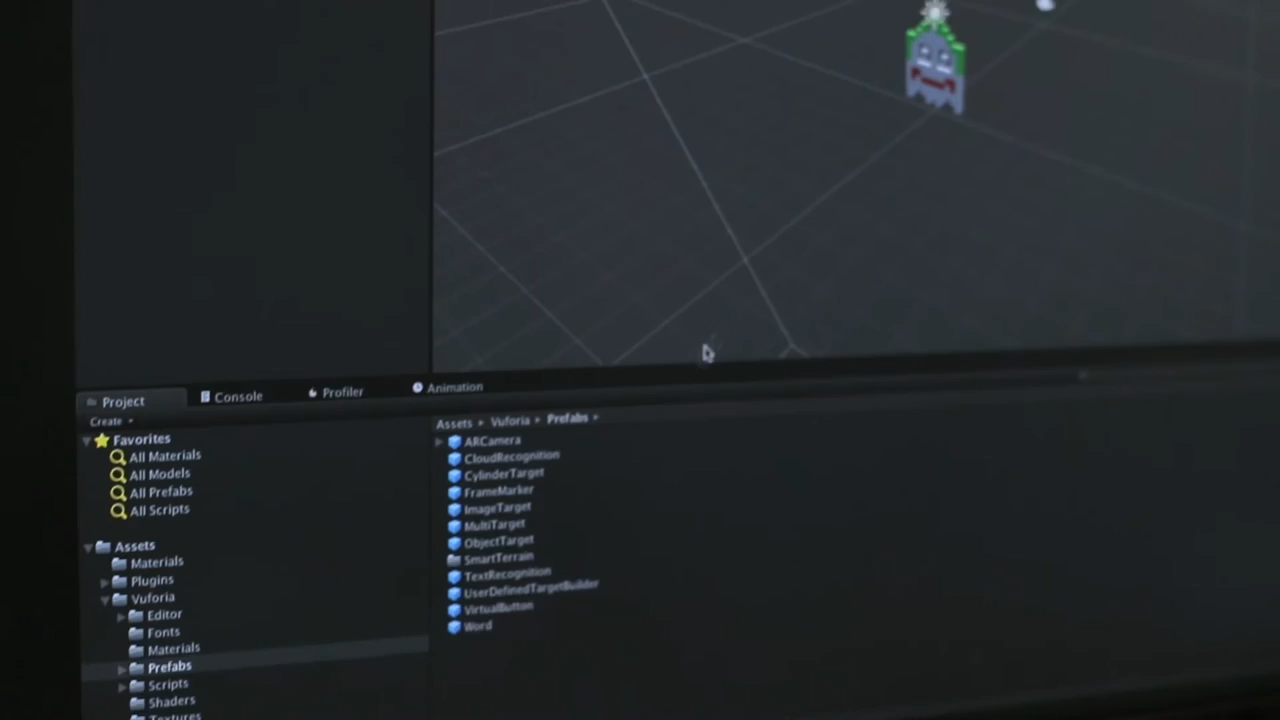 Project Console Profiler Animation
Create
Favorites
All Materials
All Models
All Prefabs
All Scripts
Assets
Materials
Plugins
Vuforia
Editor
Fonts
Materials
Prefabs
Scripts
Shaders
Textures
Assets Vuforia Prefabs
ARCamera
CloudRecognition
CylinderTarget
FrameMarker
ImageTarget
MultiTarget
ObjectTarget
SmartTerrain
TextRecognition
UserDefinedTargetBuilder
VirtualButton
Word